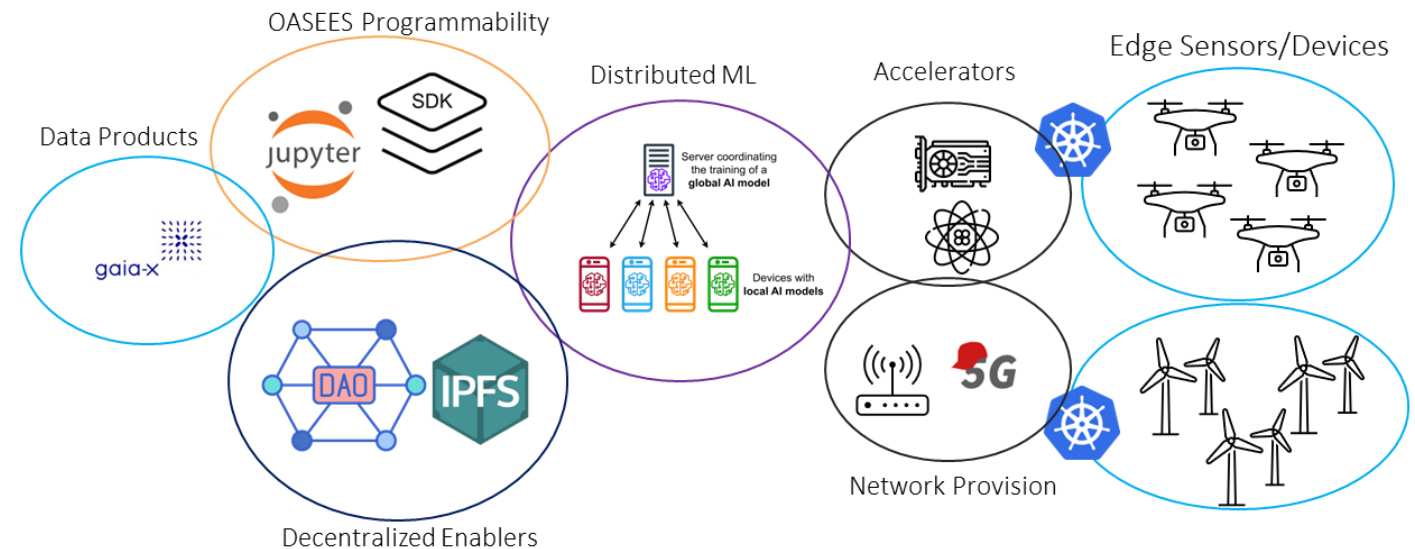 OASEES Programmability
Edge Sensors/Devices
Distributed ML
Accelerators
Data Products
SDK
jupyter
Server coordinating
the training of a
global AI model
gaia-x
Devices with
local AI models
DAO
IPFS
5G
Network Provision
Decentralized Enablers